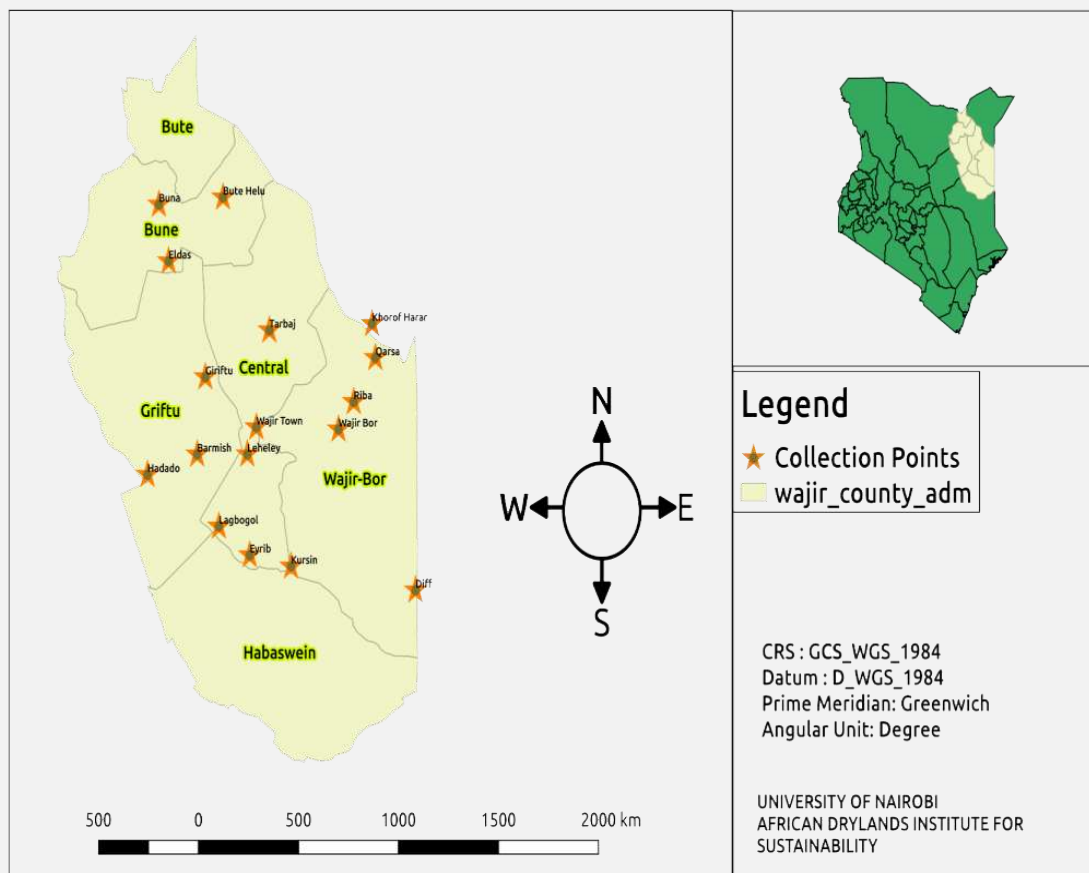 Bute
Buna
Bute Helu
Bune
Eldas
Khorof Harar
Tarbaj
Qarsa
Central
Giriftu
Riba
Griftu
Wajir Town
Wajir Bor
Barmish
Leheley
Hadado
Wajir-Bor
Lagbogol
Eyrib
Kursin
Diff
Habaswein
N
W
E
S
500 0 500 1000 1500 2000 km
Legend
Collection Points
wajir_county_adm
CRS : GCS_WGS_1984
Datum : D_WGS_1984
Prime Meridian: Greenwich
Angular Unit: Degree
UNIVERSITY OF NAIROBI
AFRICAN DRYLANDS INSTITUTE FOR
SUSTAINABILITY